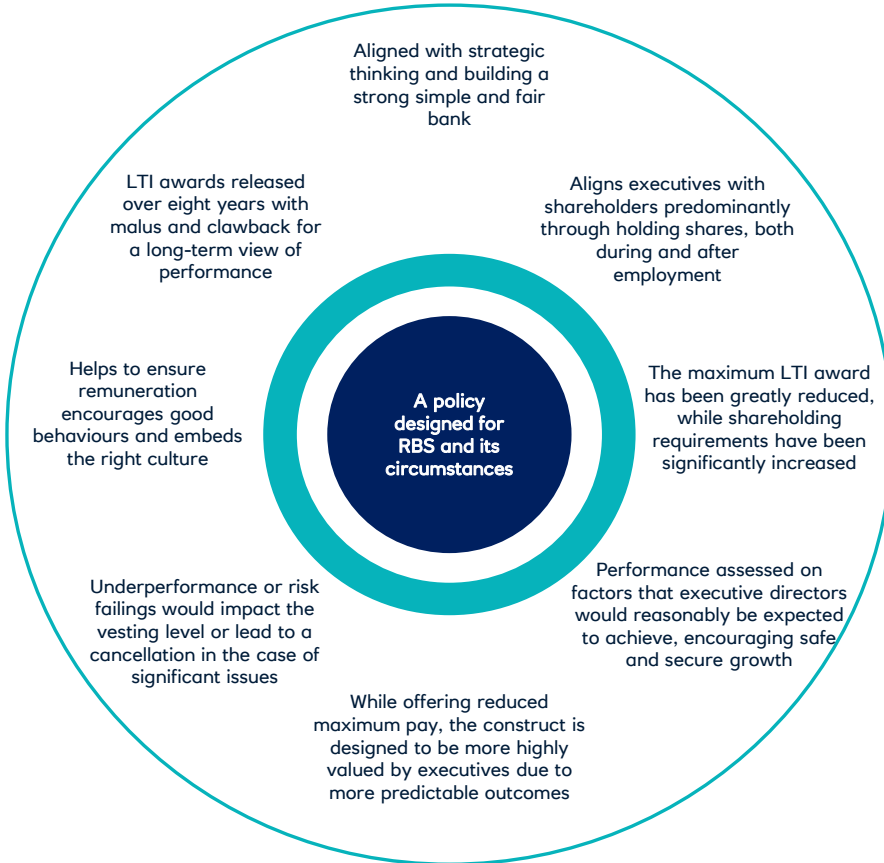 Aligned with strategic
thinking and building a
strong simple and fair
bank
Aligns executives with
shareholders predominantly
through holding shares, both
during and after
employment
The maximum LTI award
has been greatly reduced,
while shareholding
requirements have been
significantly increased
Performance assessed on
factors that executive directors
would reasonably be expected
to achieve, encouraging safe
and secure growth
While offering reduced
maximum pay, the construct is
designed to be more highly
valued by executives due to
more predictable outcomes
Underperformance or risk
failings would impact the
vesting level or lead to a
cancellation in the case of
significant issues
Helps to ensure
remuneration
encourages good
behaviours and embeds
the right culture
LTI awards released
over eight years with
malus and clawback for
a long-term view of
performance
A policy
designed for
RBS and its
circumstances